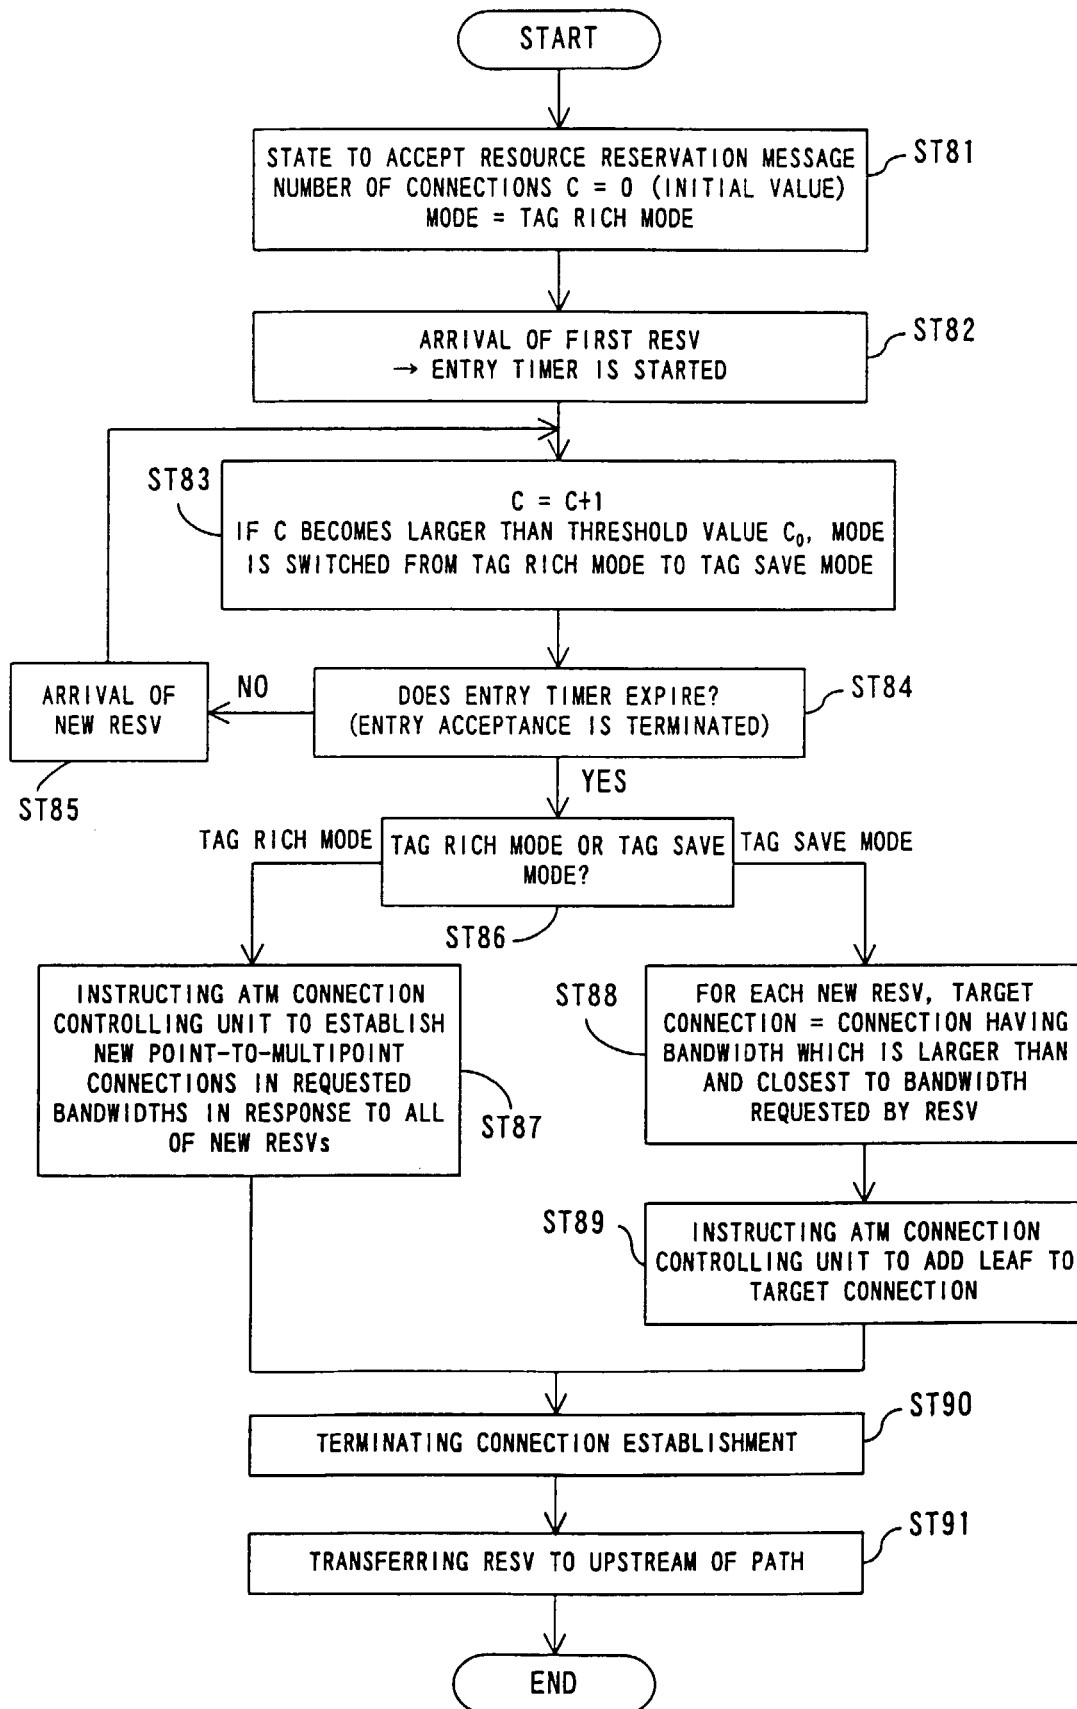 START
STATE TO ACCEPT RESOURCE RESERVATION MESSAGE
NUMBER OF CONNECTIONS C = 0 (INITIAL VALUE)
MODE = TAG RICH MODE
ST81
ARRIVAL OF FIRST RESV
→ ENTRY TIMER IS STARTED
ST82
ST83
C = C+1
IF C BECOMES LARGER THAN THRESHOLD VALUE C₀, MODE
IS SWITCHED FROM TAG RICH MODE TO TAG SAVE MODE
ARRIVAL OF
NEW RESV
ST85
NO
DOES ENTRY TIMER EXPIRE?
(ENTRY ACCEPTANCE IS TERMINATED)
ST84
YES
TAG RICH MODE
TAG RICH MODE OR TAG SAVE
MODE?
TAG SAVE MODE
ST86
INSTRUCTING ATM CONNECTION
CONTROLLING UNIT TO ESTABLISH
NEW POINT-TO-MULTIPOINT
CONNECTIONS IN REQUESTED
BANDWIDTHS IN RESPONSE TO ALL
OF NEW RESVs
ST87
ST88
FOR EACH NEW RESV, TARGET
CONNECTION = CONNECTION HAVING
BANDWIDTH WHICH IS LARGER THAN
AND CLOSEST TO BANDWIDTH
REQUESTED BY RESV
ST89
INSTRUCTING ATM CONNECTION
CONTROLLING UNIT TO ADD LEAF TO
TARGET CONNECTION
TERMINATING CONNECTION ESTABLISHMENT
ST90
TRANSFERRING RESV TO UPSTREAM OF PATH
ST91
END